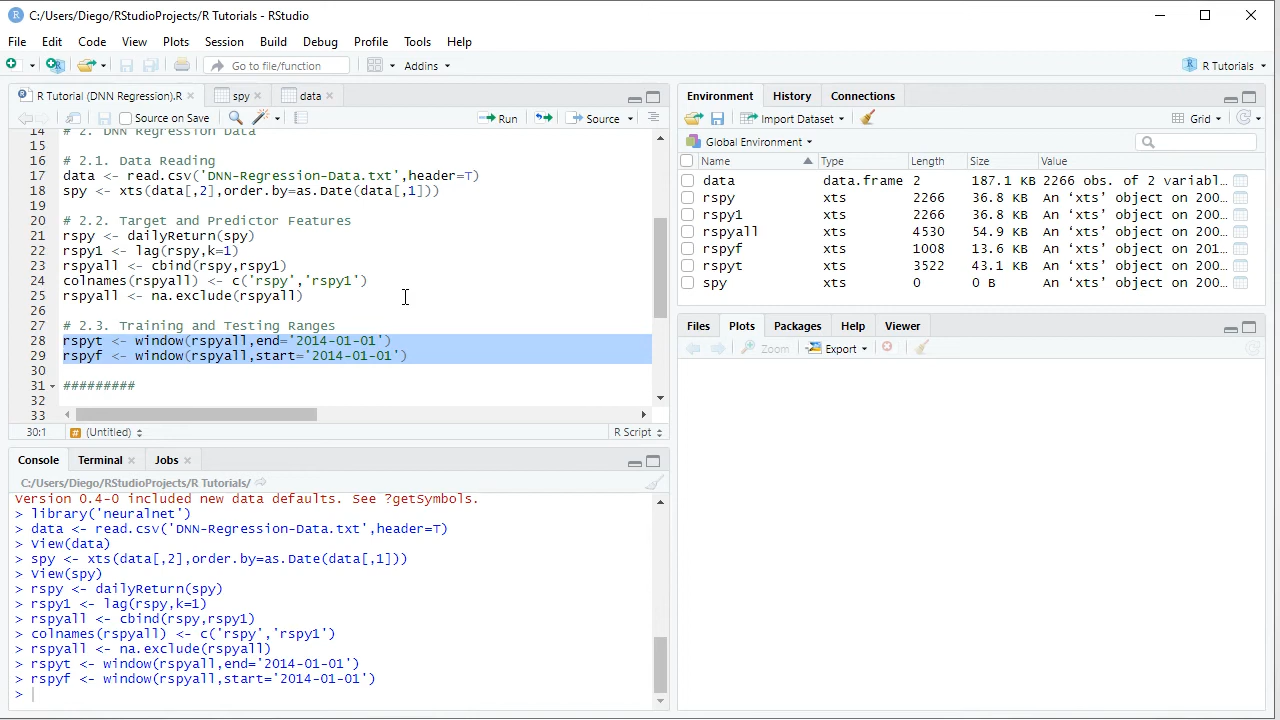 C:/Users/Diego/RStudioProjects/R Tutorials - RStudio
File Edit Code View Plots Session Build Debug Profile Tools Help
Go to file/function Addins R Tutorials
R Tutorial (DNN Regression).R spy data
Source on Save Run Source
14 # 2. DNN Regression Data
15
16 # 2.1. Data Reading
17 data <- read.csv('DNN-Regression-Data.txt',header=T)
18 spy <- xts(data[,2],order.by=as.Date(data[,1]))
19
20 # 2.2. Target and Predictor Features
21 rspy <- dailyReturn(spy)
22 rspy1 <- lag(rspy,k=1)
23 rspyall <- cbind(rspy,rspy1)
24 colnames(rspyall) <- c('rspy','rspy1')
25 rspyall <- na.exclude(rspyall)
26
27 # 2.3. Training and Testing Ranges
28 rspyt <- window(rspyall,end='2014-01-01')
29 rspyf <- window(rspyall,start='2014-01-01')
30
31 #########
32
33
30:1 # (Untitled) R Script
Console Terminal Jobs
C:/Users/Diego/RStudioProjects/R Tutorials/
Version 0.4-0 included new data defaults. See ?getSymbols.
> library('neuralnet')
> data <- read.csv('DNN-Regression-Data.txt',header=T)
> View(data)
> spy <- xts(data[,2],order.by=as.Date(data[,1]))
> View(spy)
> rspy <- dailyReturn(spy)
> rspy1 <- lag(rspy,k=1)
> rspyall <- cbind(rspy,rspy1)
> colnames(rspyall) <- c('rspy','rspy1')
> rspyall <- na.exclude(rspyall)
> rspyt <- window(rspyall,end='2014-01-01')
> rspyf <- window(rspyall,start='2014-01-01')
>
Environment History Connections
Import Dataset Grid
Global Environment
Name Type Length Size Value
data data.frame 2 187.1 KB 2266 obs. of 2 variabl…
rspy xts 2266 36.8 KB An ‘xts’ object on 200…
rspy1 xts 2266 36.8 KB An ‘xts’ object on 200…
rspyall xts 4530 54.9 KB An ‘xts’ object on 200…
rspyf xts 1008 13.6 KB An ‘xts’ object on 201…
rspyt xts 3522 43.1 KB An ‘xts’ object on 200…
spy xts 0 0 B An ‘xts’ object on 200…
Files Plots Packages Help Viewer
Zoom Export